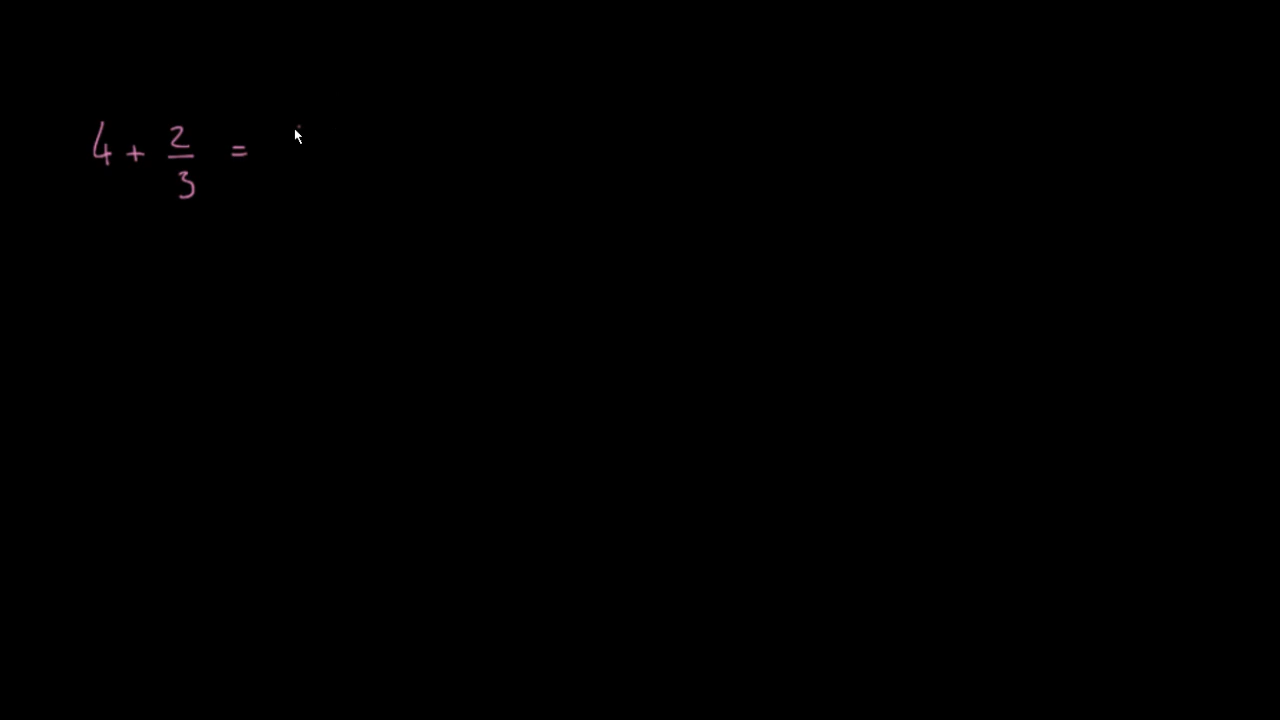 4 + 2/3 =